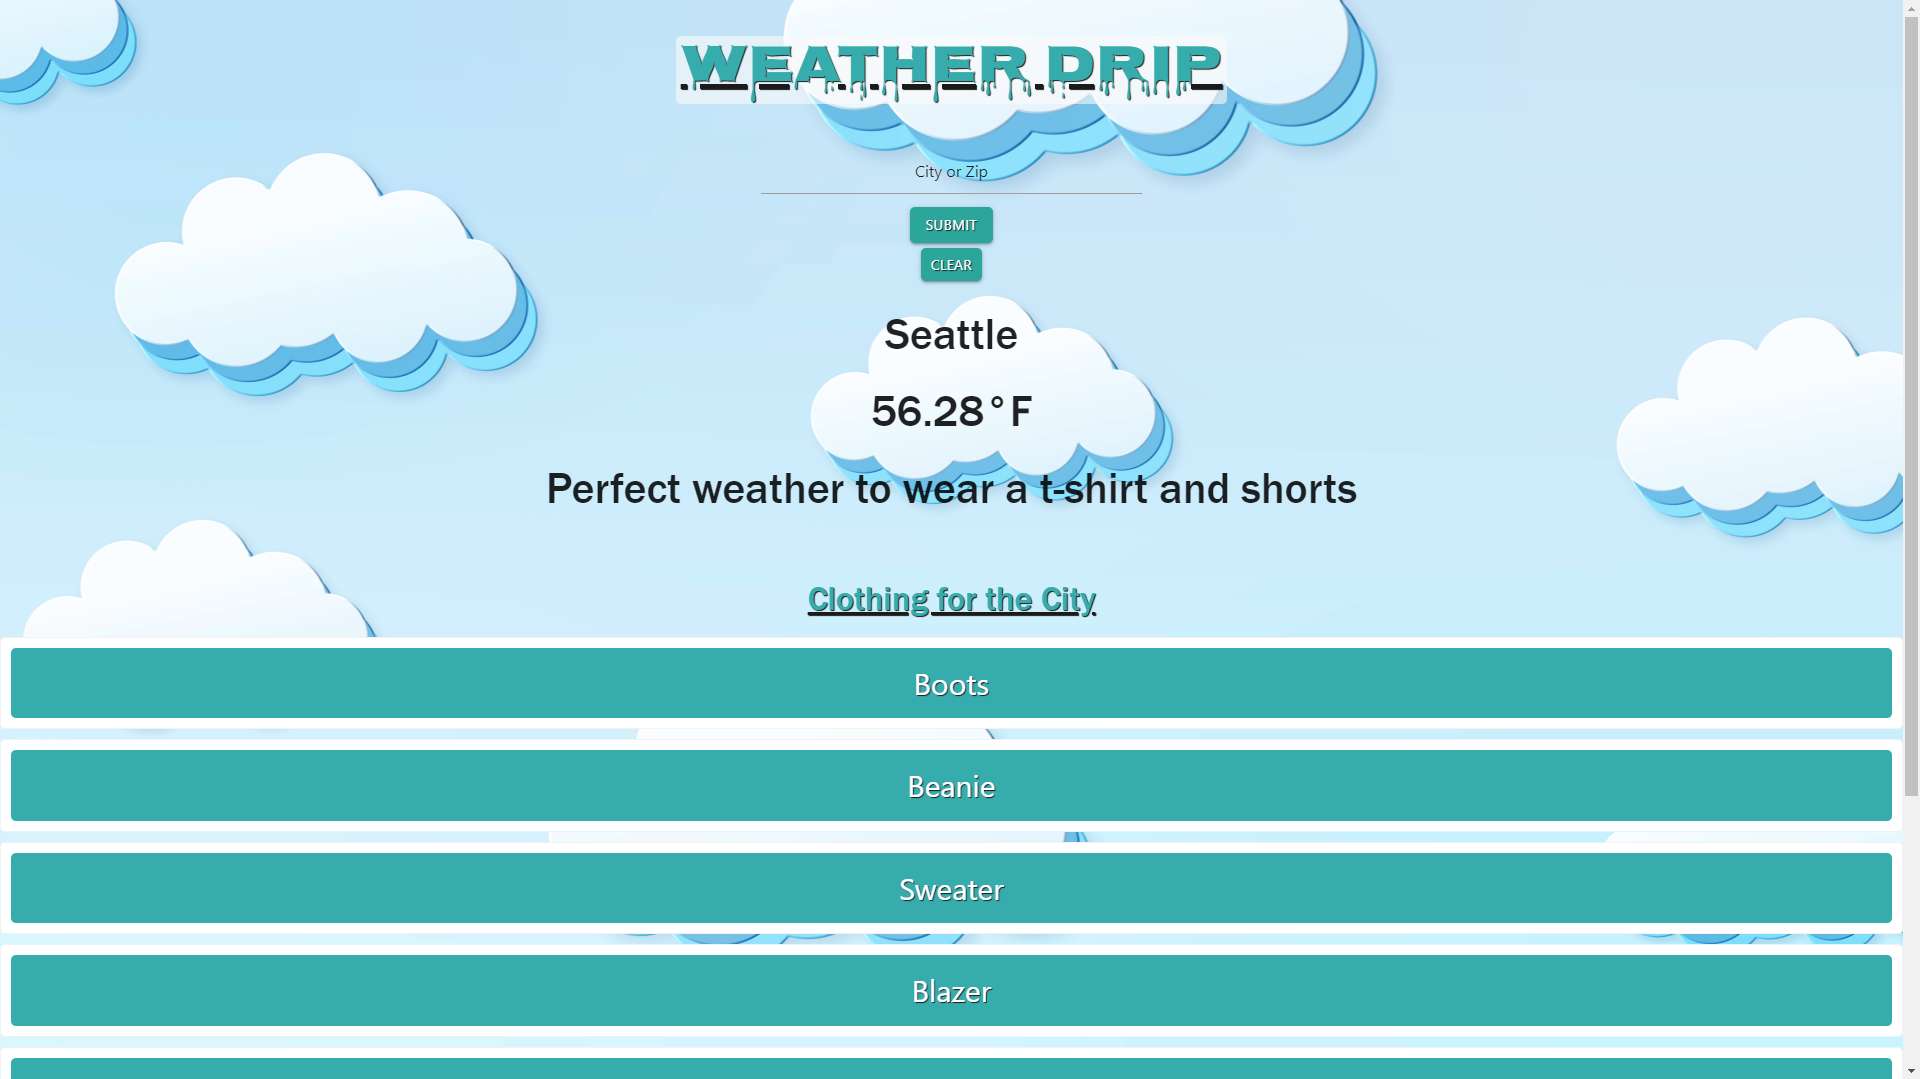 WEATHER DRIP
City or Zip
SUBMIT
CLEAR
Seattle
56.28°F
Perfect weather to wear a t-shirt and shorts
Clothing for the City
Boots
Beanie
Sweater
Blazer